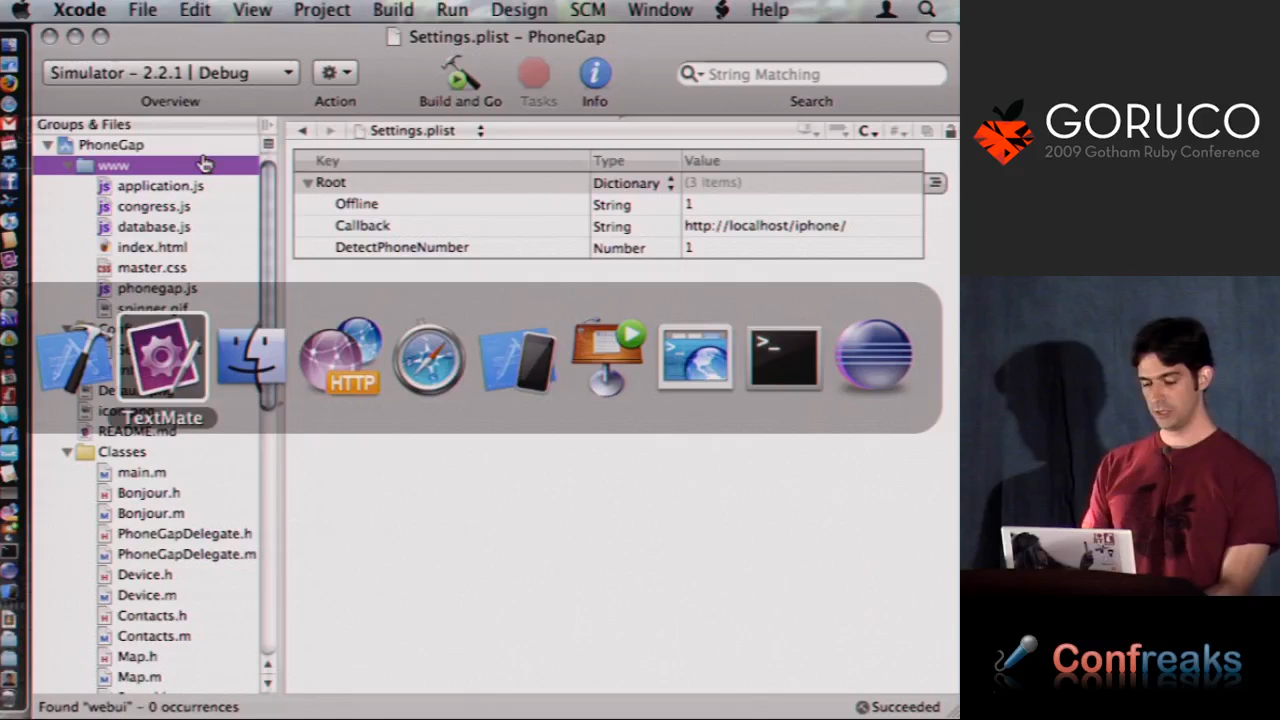 Xcode File Edit View Project Build Run Design SCM Window Help
Settings.plist – PhoneGap
Simulator – 2.2.1 | Debug
String Matching
Overview Action Build and Go Tasks Info Search
Groups & Files
Settings.plist
C
#
PhoneGap
www
application.js
congress.js
database.js
index.html
master.css
phonegap.js
spinner.gif
README.md
Classes
main.m
Bonjour.h
Bonjour.m
PhoneGapDelegate.h
PhoneGapDelegate.m
Device.h
Device.m
Contacts.h
Contacts.m
Map.h
Map.m
Key Type Value
Root Dictionary (3 items)
Offline String 1
Callback String http://localhost/iphone/
DetectPhoneNumber Number 1
HTTP
TextMate
Found "webui" – 0 occurrences
Succeeded
GORUCO
2009 Gotham Ruby Conference
Confreaks